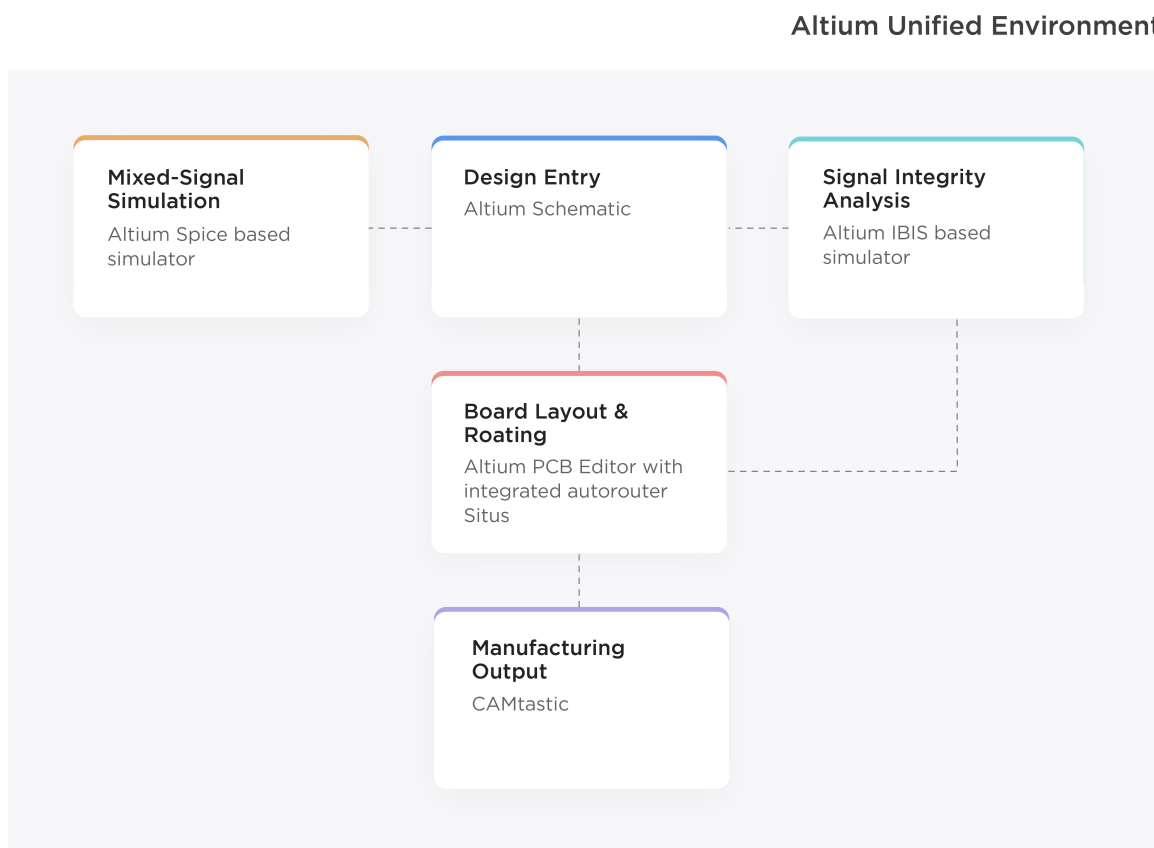 Altium Unified Environment
Mixed-Signal
Simulation
Altium Spice based
simulator
Design Entry
Altium Schematic
Signal Integrity
Analysis
Altium IBIS based
simulator
Board Layout &
Roating
Altium PCB Editor with
integrated autorouter
Situs
Manufacturing
Output
CAMtastic